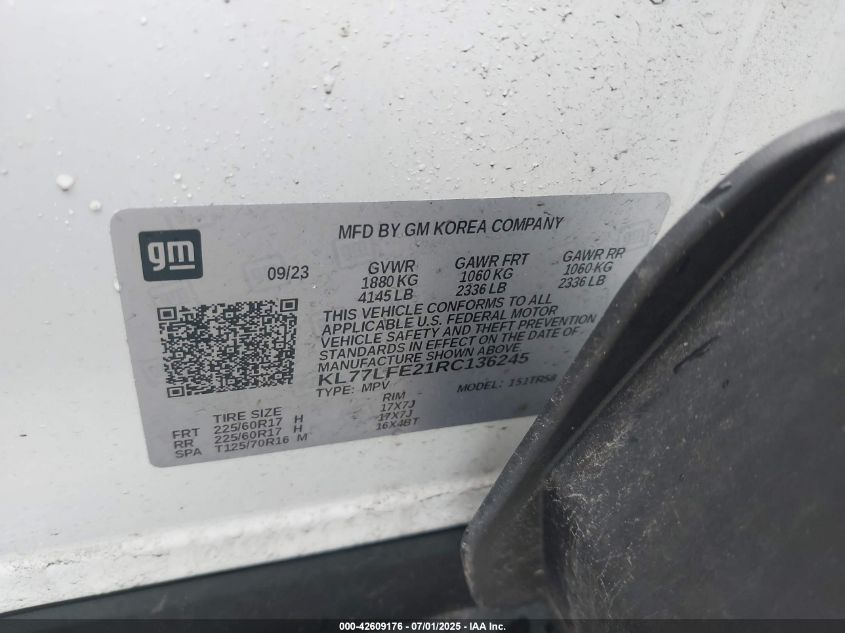 gm
MFD BY GM KOREA COMPANY
09/23
GVWR GAWR FRT GAWR RR
1880 KG 1060 KG 1060 KG
4145 LB 2336 LB 2336 LB
THIS VEHICLE CONFORMS TO ALL
APPLICABLE U.S. FEDERAL MOTOR
VEHICLE SAFETY AND THEFT PREVENTION
STANDARDS IN EFFECT ON THE DATE OF
MANUFACTURE SHOWN ABOVE
KL77LFE21RC136245
TYPE: MPV MODEL: 1S1TR58
TIRE SIZE RIM
FRT 225/60R17 H 17X7J
RR 225/60R17 H 17X7J
SPA T125/70R16 M 16X4BT
000-42609176 - 07/01/2025 - IAA Inc.